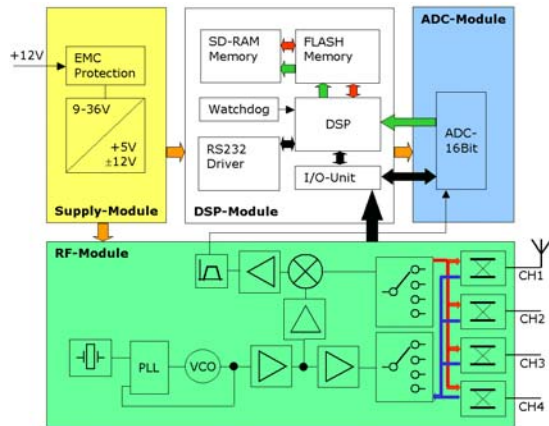 +12V
EMC
Protection
9-36V
+5V
±12V
Supply-Module
SD-RAM
Memory
FLASH
Memory
Watchdog
DSP
RS232
Driver
I/O-Unit
DSP-Module
ADC-Module
ADC-
16Bit
RF-Module
PLL
VCO
CH1
CH2
CH3
CH4